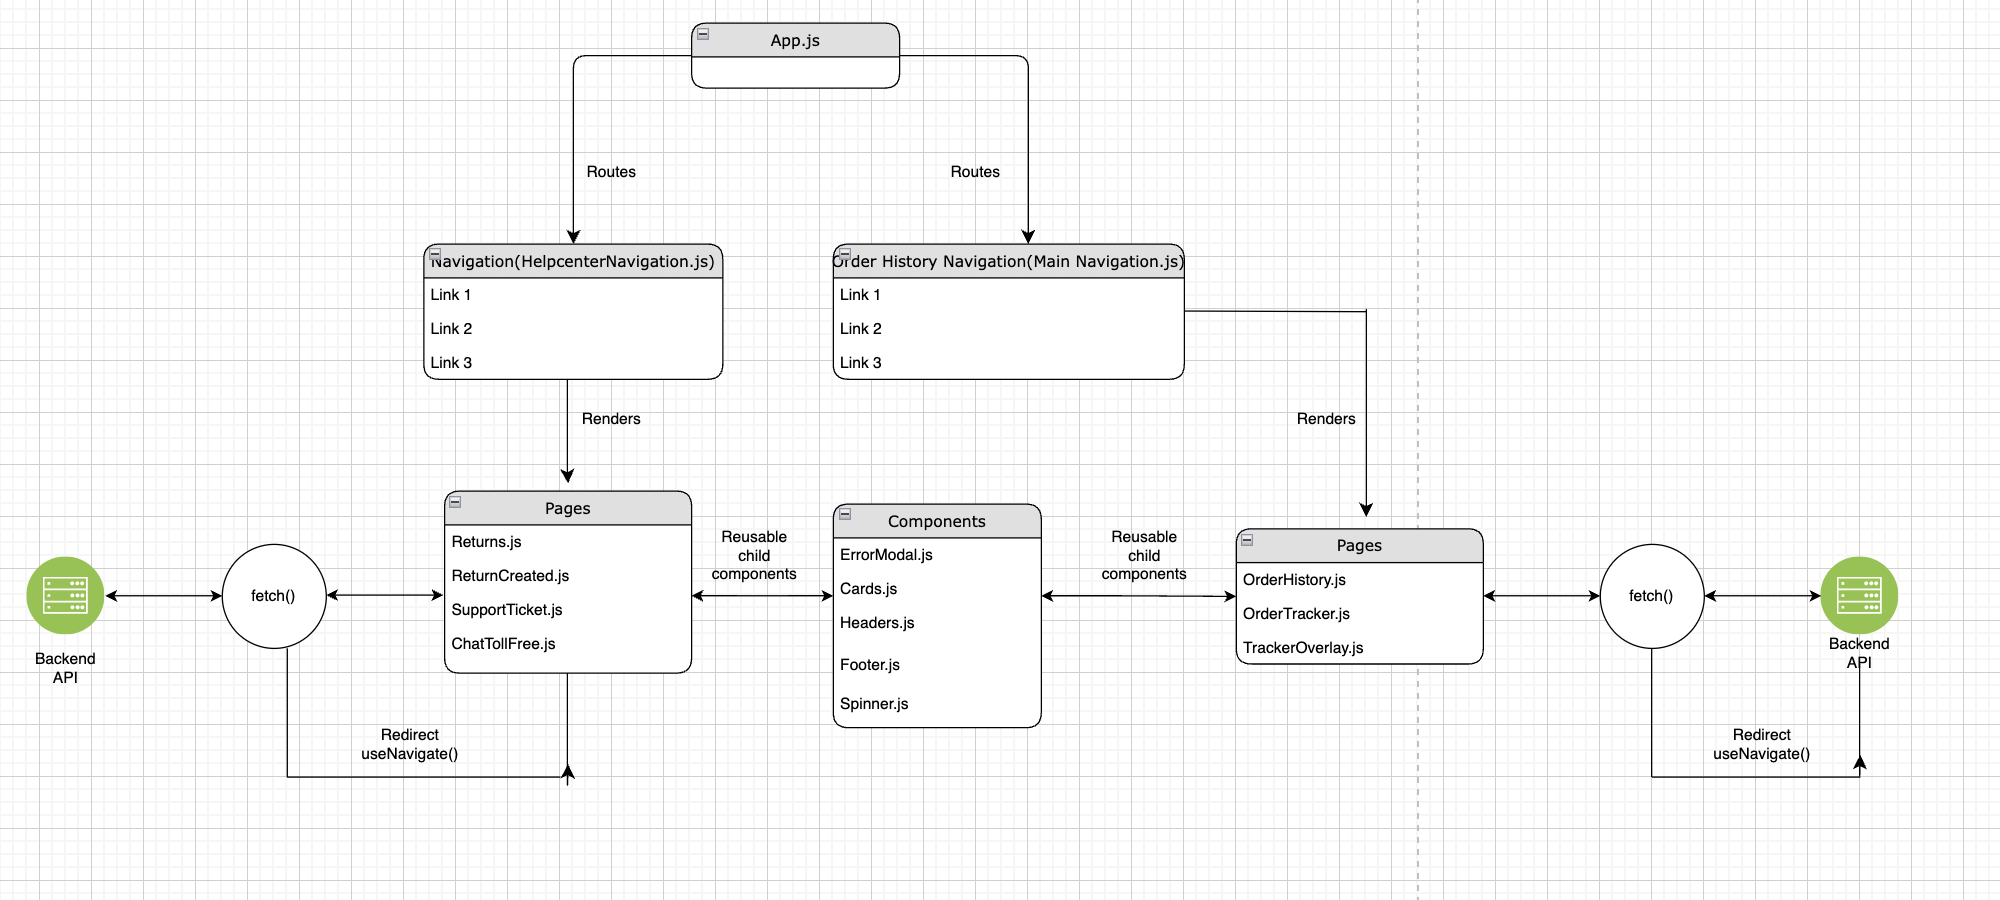 App.js
Routes
Routes
Navigation(HelpcenterNavigation.js)
Link 1
Link 2
Link 3
Order History Navigation(Main Navigation.js)
Link 1
Link 2
Link 3
Renders
Renders
Backend
API
fetch()
Redirect
useNavigate()
Pages
Returns.js
ReturnCreated.js
SupportTicket.js
ChatTollFree.js
Reusable
child
components
Components
ErrorModal.js
Cards.js
Headers.js
Footer.js
Spinner.js
Reusable
child
components
Pages
OrderHistory.js
OrderTracker.js
TrackerOverlay.js
fetch()
Redirect
useNavigate()
Backend
API